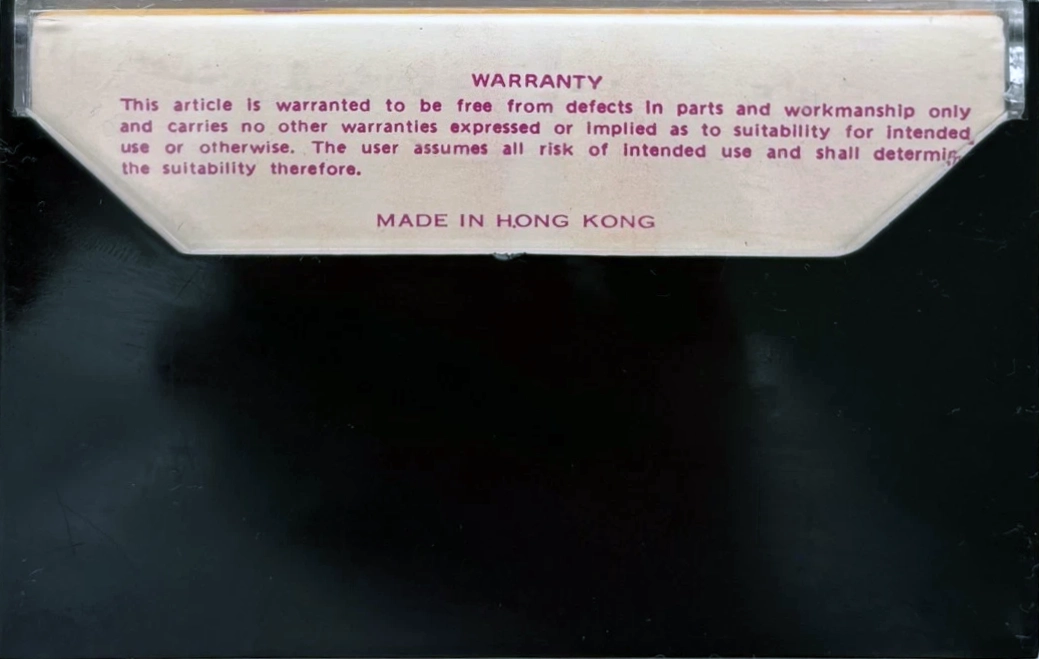 WARRANTY
This article is warranted to be free from defects in parts and workmanship only
and carries no other warranties expressed or implied as to suitability for intended
use or otherwise. The user assumes all risk of intended use and shall determin
the suitability therefore.
MADE IN HONG KONG